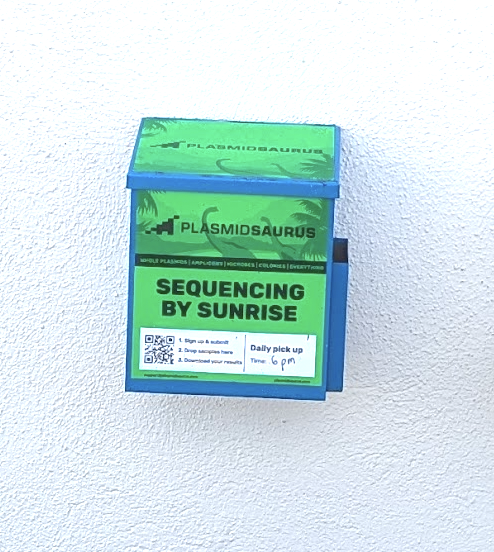 PLASMIDSAURUS
PLASMIDSAURUS
WHOLE PLASMIDS | AMPLICONS | MICROBES | COLONIES | EVERYTHING
SEQUENCING
BY SUNRISE
1. Sign up & submit
2. Drop samples here
3. Download your results
Daily pick up
Time: 6 pm